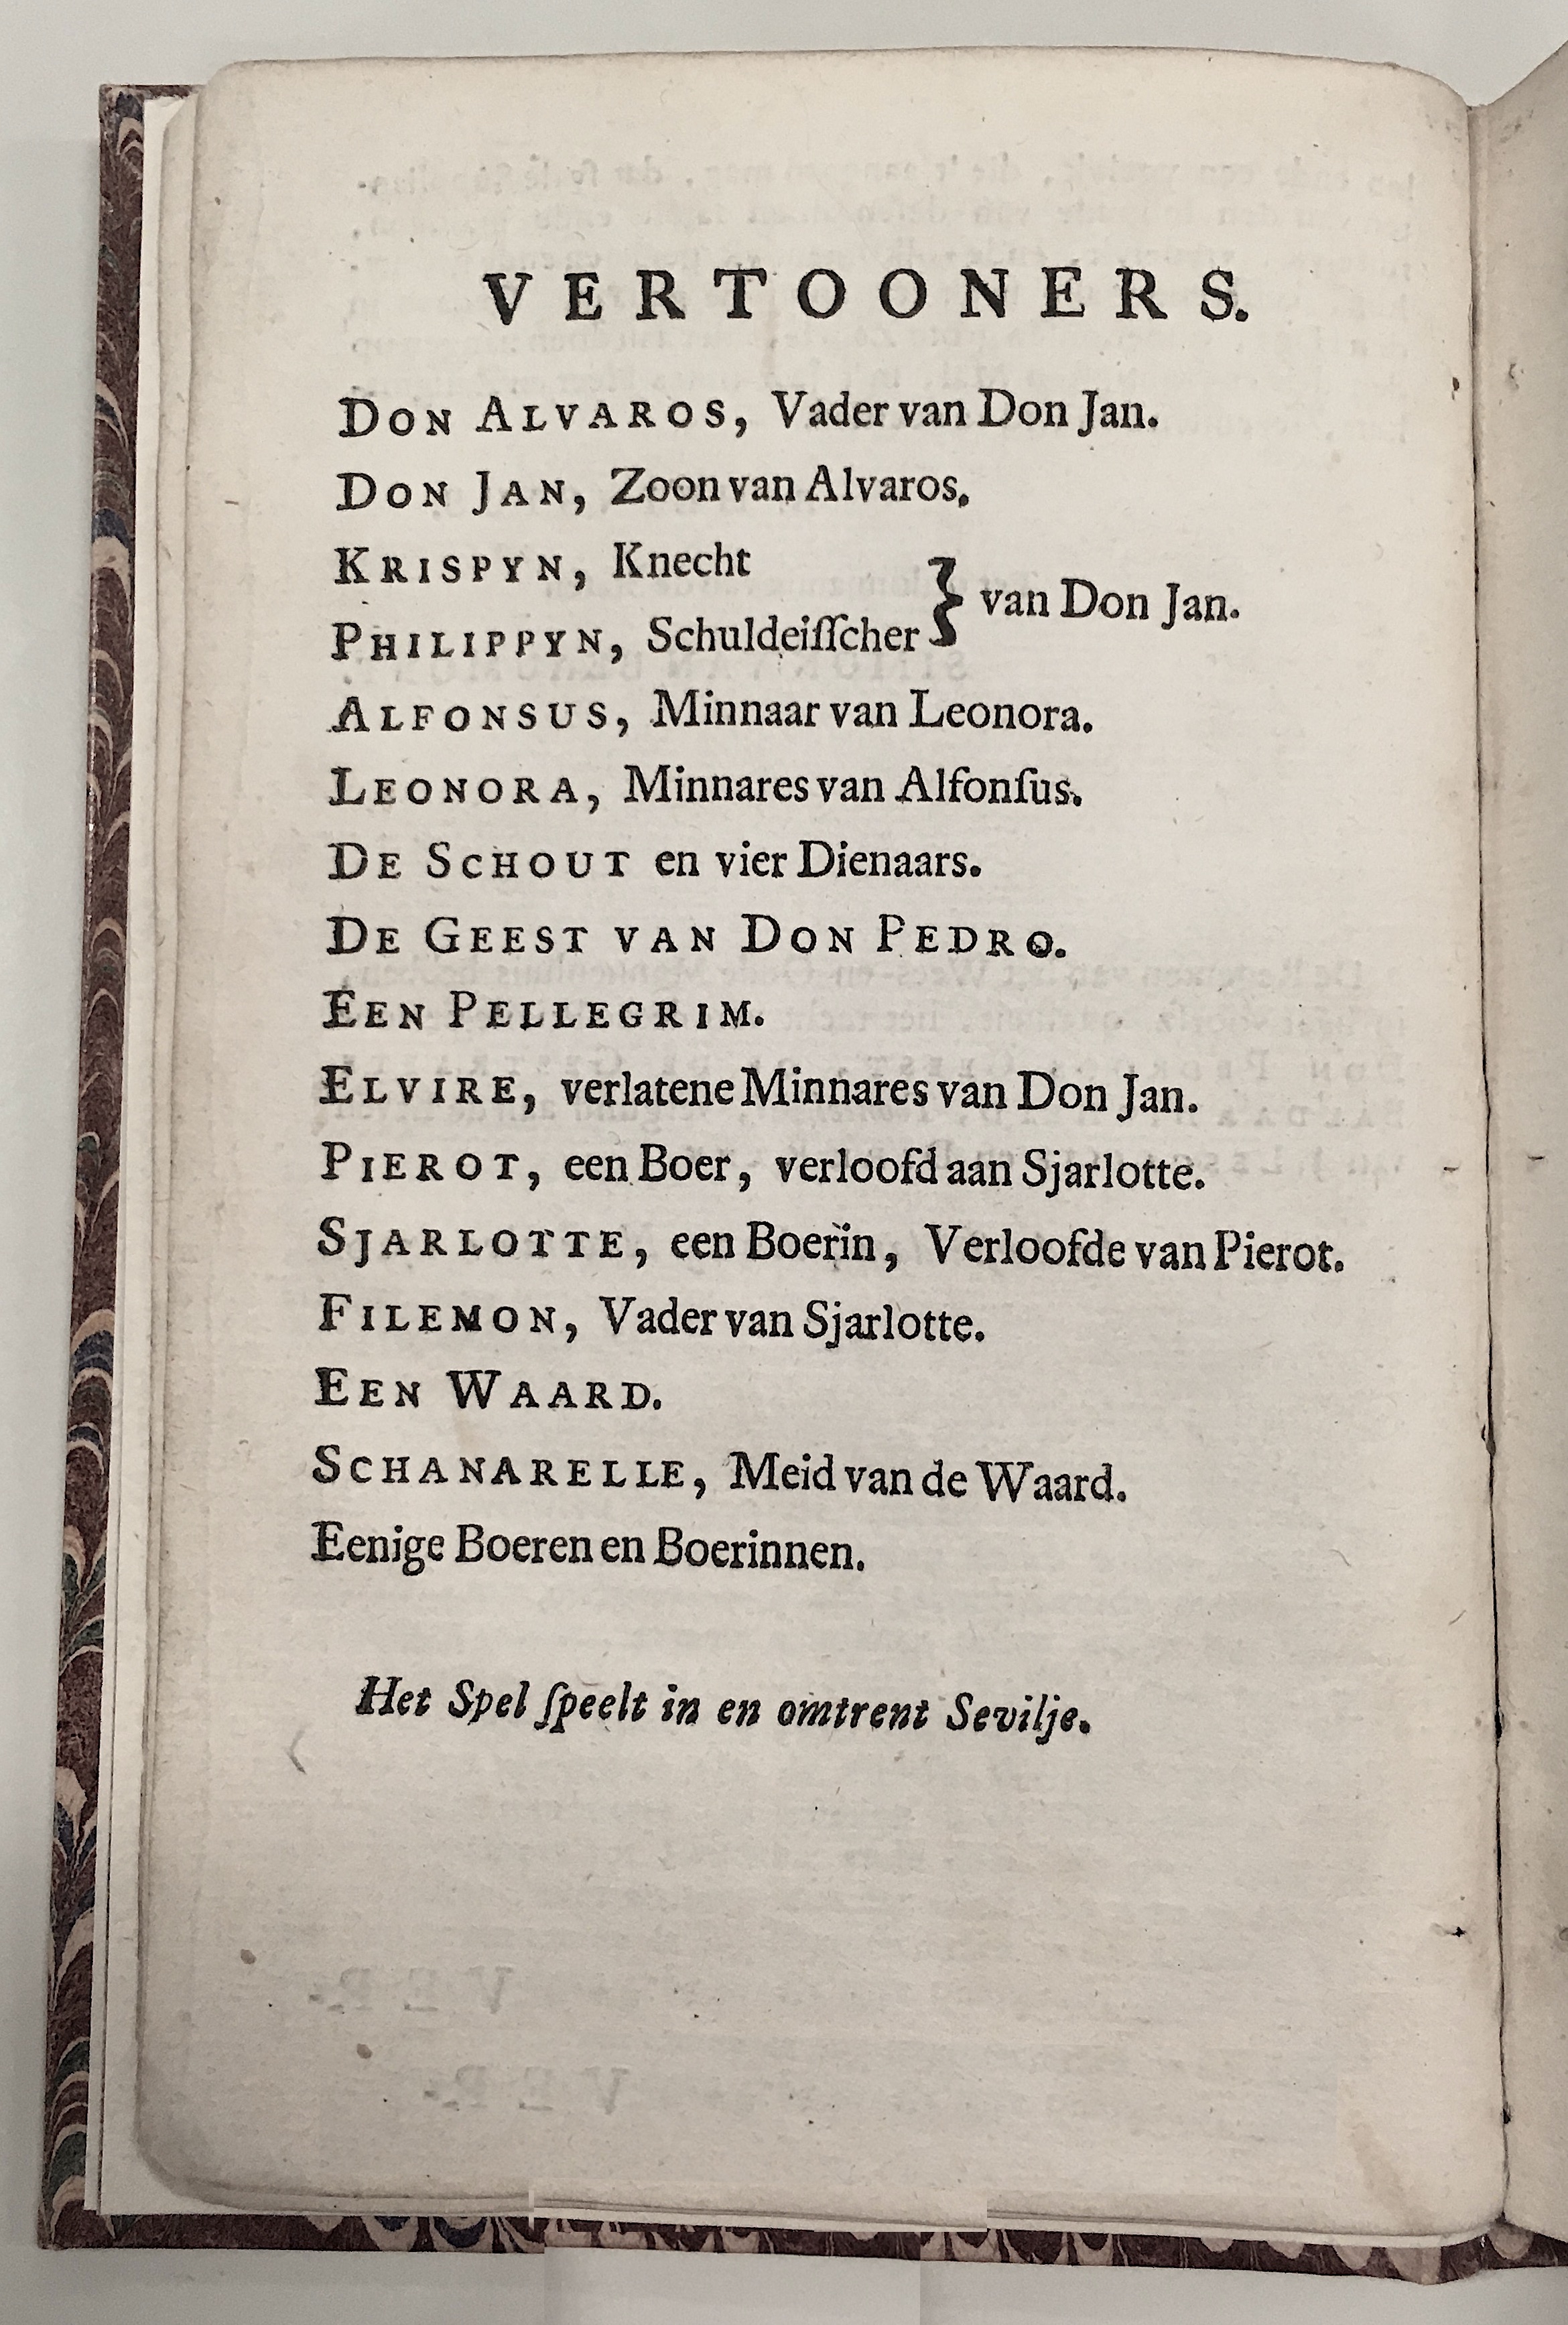 VERTOONERS.
DON ALVAROS, Vader van Don Jan.
DON JAN, Zoon van Alvaros.
KRISPYN, Knecht
PHILIPPYN, Schuldeiſſcher } van Don Jan.
ALFONSUS, Minnaar van Leonora.
LEONORA, Minnares van Alfonſus.
DE SCHOUT en vier Dienaars.
DE GEEST VAN DON PEDRO.
EEN PELLEGRIM.
ELVIRE, verlatene Minnares van Don Jan.
PIEROT, een Boer, verloofd aan Sjarlotte.
SJARLOTTE, een Boerin, Verloofde van Pierot.
FILEMON, Vader van Sjarlotte.
EEN WAARD.
SCHANARELLE, Meid van de Waard.
Eenige Boeren en Boerinnen.
Het Spel ſpeelt in en omtrent Sevilje.